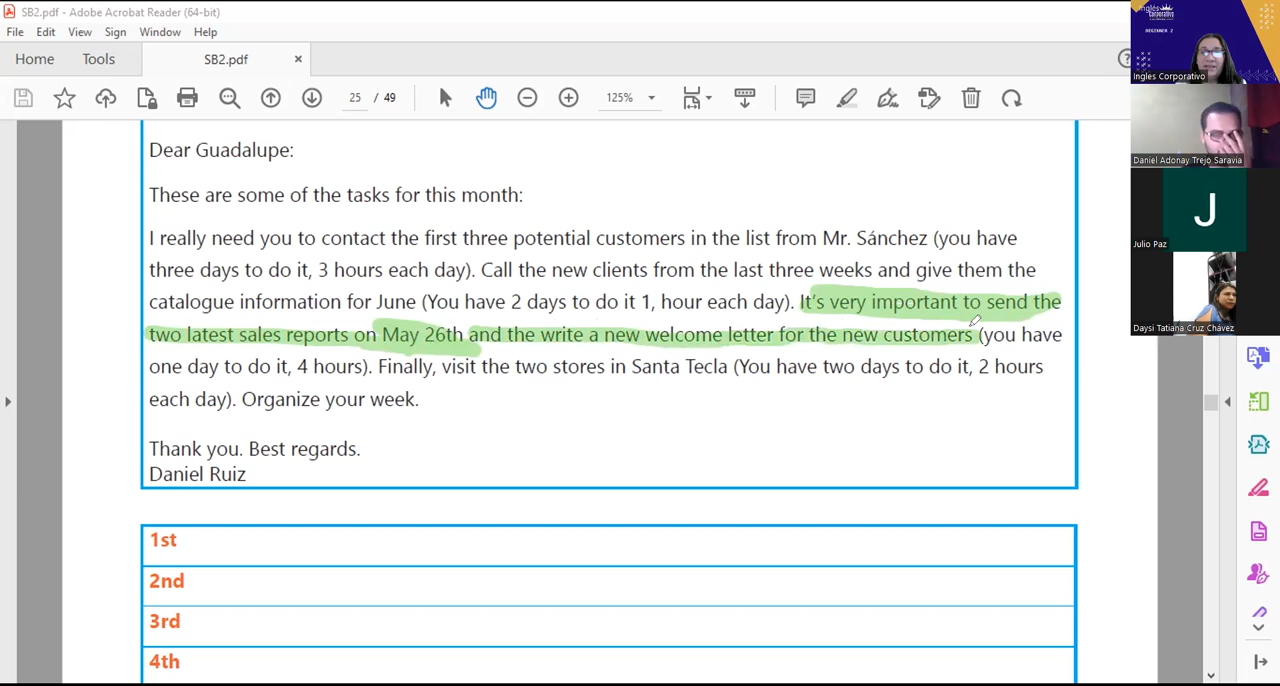 SB2.pdf - Adobe Acrobat Reader (64-bit)
File Edit View Sign Window Help
Home Tools SB2.pdf ×
25 / 49 125%
Dear Guadalupe:
These are some of the tasks for this month:
I really need you to contact the first three potential customers in the list from Mr. Sánchez (you have
three days to do it, 3 hours each day). Call the new clients from the last three weeks and give them the
catalogue information for June (You have 2 days to do it 1, hour each day). It's very important to send the
two latest sales reports on May 26th and the write a new welcome letter for the new customers (you have
one day to do it, 4 hours). Finally, visit the two stores in Santa Tecla (You have two days to do it, 2 hours
each day). Organize your week.
Thank you. Best regards.
Daniel Ruiz
1st
2nd
3rd
4th
Inglés
Corporativo
BEGINNER 2
Ingles Corporativo
Daniel Adonay Trejo Saravia
J
Julio Paz
Daysi Tatiana Cruz Chávez